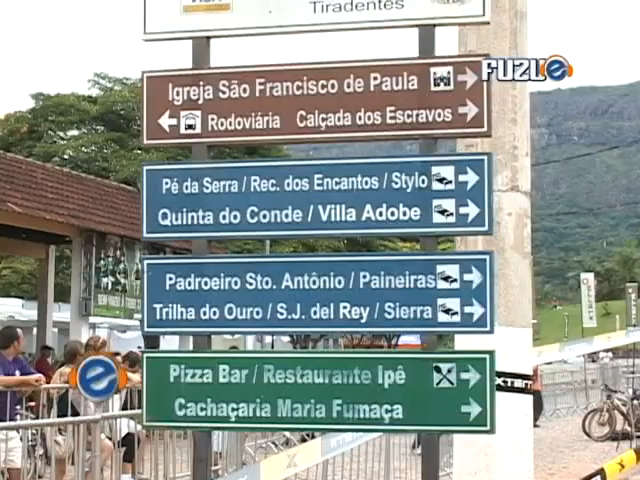 Tiradentes
Igreja São Francisco de Paula
FUZUe
Rodoviária Calçada dos Escravos
Pé da Serra / Rec. dos Encantos / Stylo
Quinta do Conde / Villa Adobe
Padroeiro Sto. Antônio / Paineiras
Trilha do Ouro / S.J. del Rey / Sierra
Pizza Bar / Restaurante Ipê
Cachaçaria Maria Fumaça
e